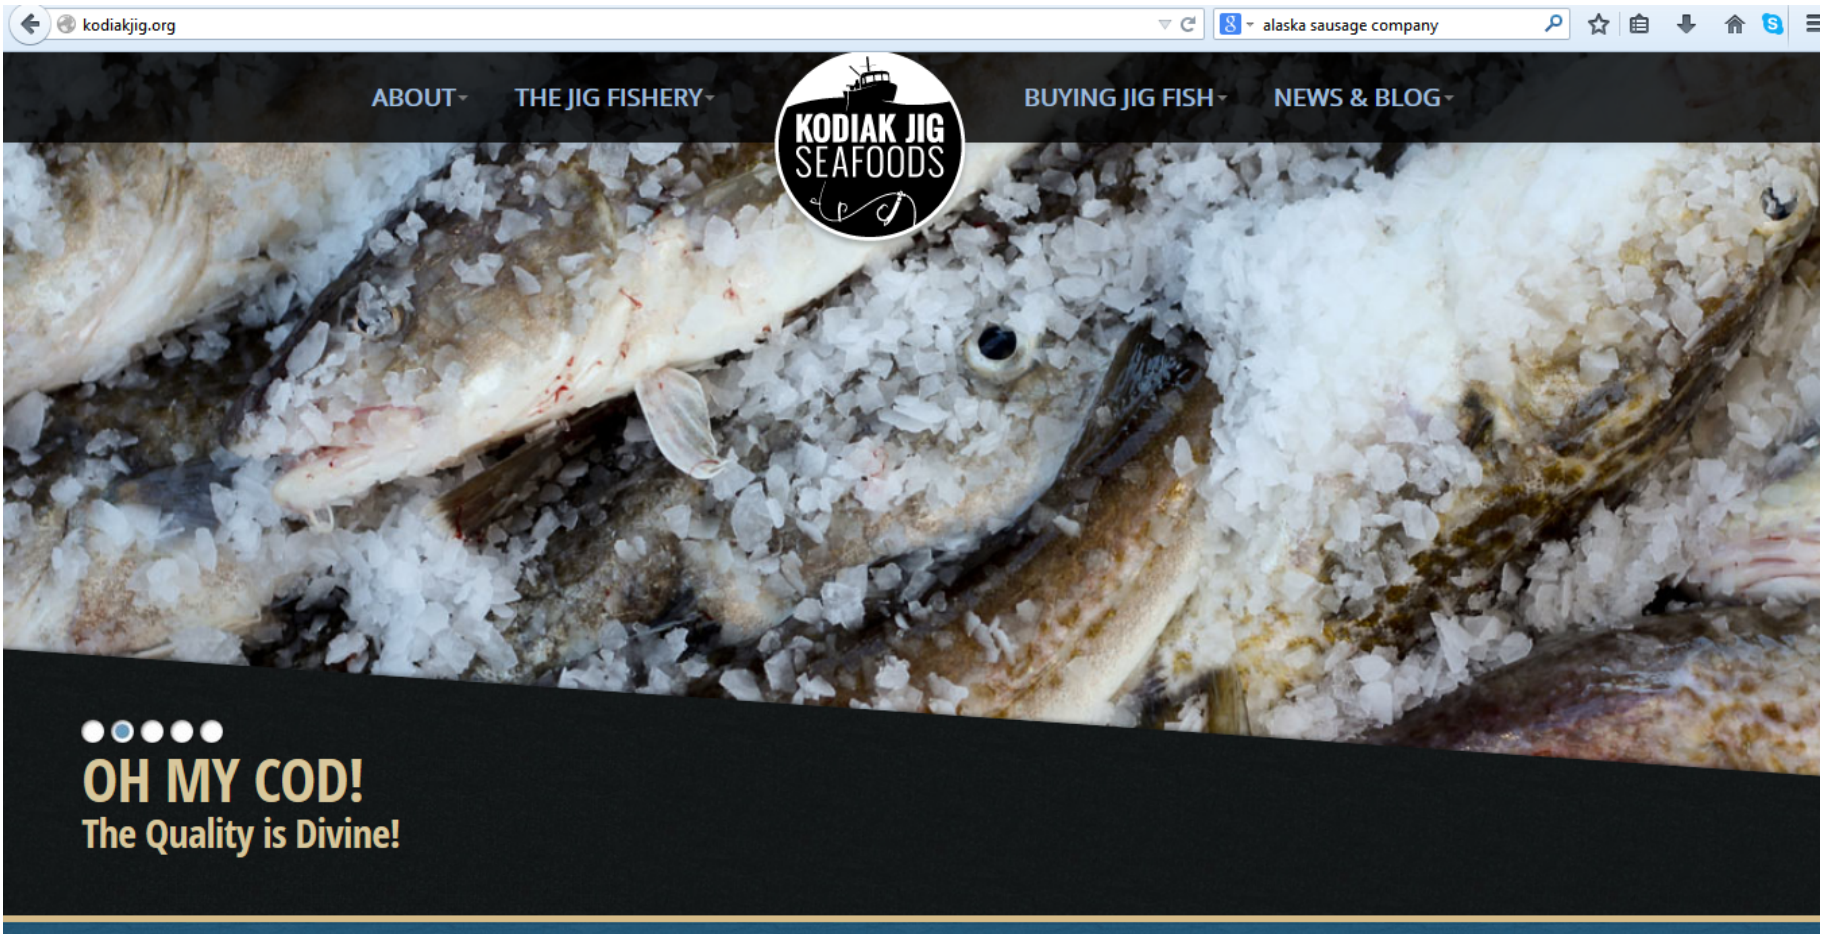 kodiakjig.org
8
alaska sausage company
S
ABOUT
THE JIG FISHERY
KODIAK JIG
SEAFOODS
BUYING JIG FISH
NEWS & BLOG
OH MY COD!
The Quality is Divine!